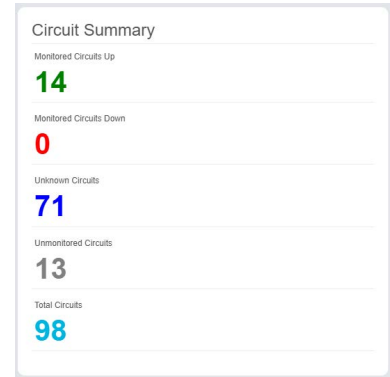 Circuit Summary
Monitored Circuits Up
14
Monitored Circuits Down
0
Unknown Circuits
71
Unmonitored Circuits
13
Total Circuits
98